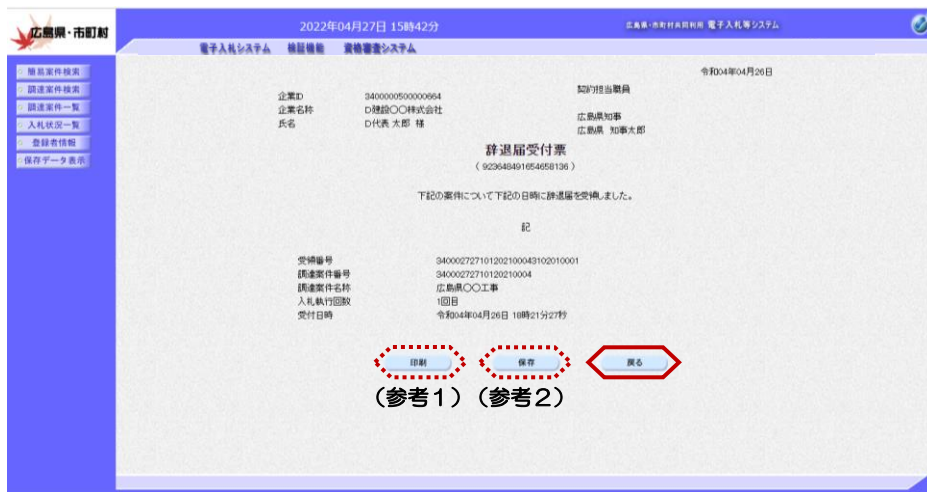 広島県・市町村
2022年04月27日 15時42分
広島県・市町村共同利用 電子入札等システム
電子入札システム 検証機能 資格審査システム
簡易案件検索
調達案件検索
調達案件一覧
入札状況一覧
登録者情報
保存データ表示
令和04年04月26日
企業ID 3400000500000664
企業名称 D建設〇〇株式会社
氏名 D代表 太郎 様
契約担当職員
広島県知事
広島県 知事太郎
辞退届受付票
( 923648491654658136 )
下記の案件について下記の日時に辞退届を受領しました。
記
受領番号 340002727101202100043102010001
調達案件番号 34000272710120210004
調達案件名称 広島県〇〇工事
入札執行回数 1回目
受付日時 令和04年04月26日 18時21分27秒
印刷 保存 戻る
（参考１） （参考２）